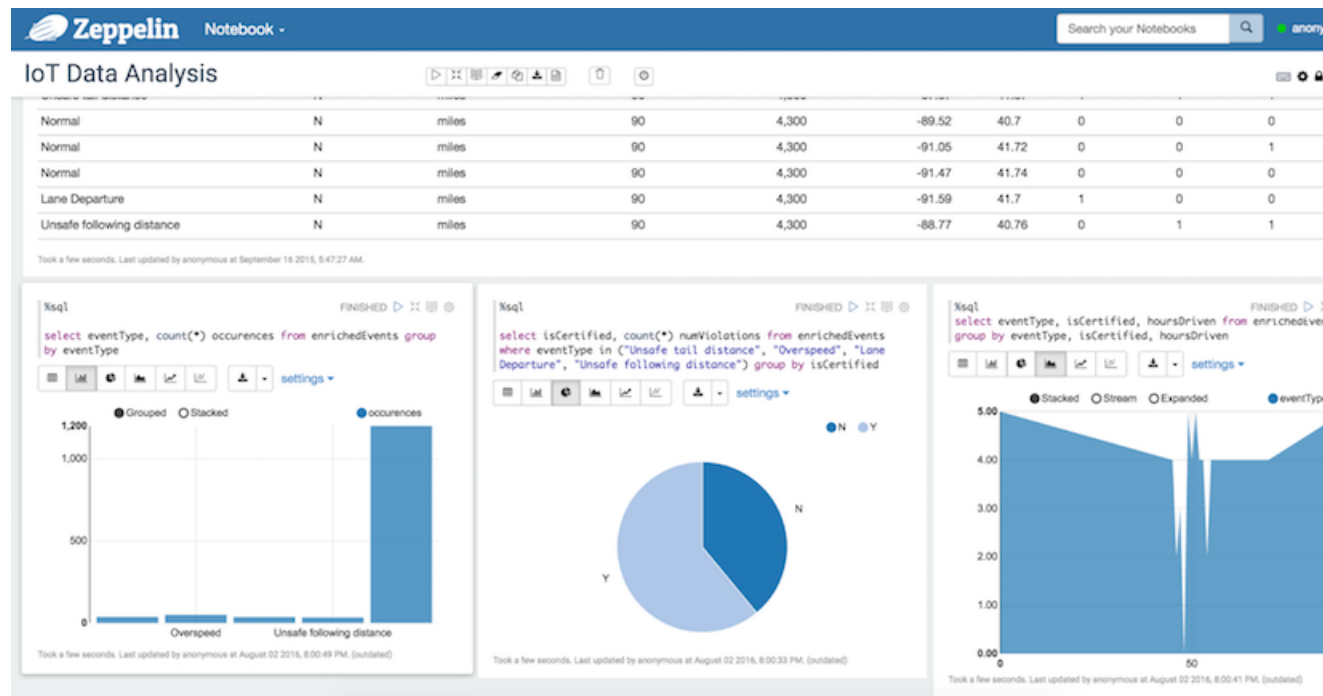 Zeppelin Notebook Search your Notebooks anony
IoT Data Analysis
Normal N miles 90 4,300 -89.52 40.7 0 0 0
Normal N miles 90 4,300 -91.05 41.72 0 0 1
Normal N miles 90 4,300 -91.47 41.74 0 0 0
Lane Departure N miles 90 4,300 -91.59 41.7 1 0 0
Unsafe following distance N miles 90 4,300 -88.77 40.76 0 1 1
Took a few seconds. Last updated by anonymous at September 16 2015, 5:47:27 AM.
%sql FINISHED
select eventType, count(*) occurences from enrichedEvents group
by eventType
settings
Grouped Stacked occurences
1,200
1,000
500
0
Overspeed Unsafe following distance
Took a few seconds. Last updated by anonymous at August 02 2016, 8:00:49 PM. (outdated)
%sql FINISHED
select isCertified, count(*) numViolations from enrichedEvents
where eventType in ("Unsafe tail distance", "Overspeed", "Lane
Departure", "Unsafe following distance") group by isCertified
settings
N Y
N
Y
Took a few seconds. Last updated by anonymous at August 02 2016, 8:00:33 PM. (outdated)
%sql FINISHED
select eventType, isCertified, hoursDriven from enrichedEven
group by eventType, isCertified, hoursDriven
settings
Stacked Stream Expanded eventType
5.00
4.00
3.00
2.00
1.00
0.00
0 50
Took a few seconds. Last updated by anonymous at August 02 2016, 8:00:41 PM. (outdated)